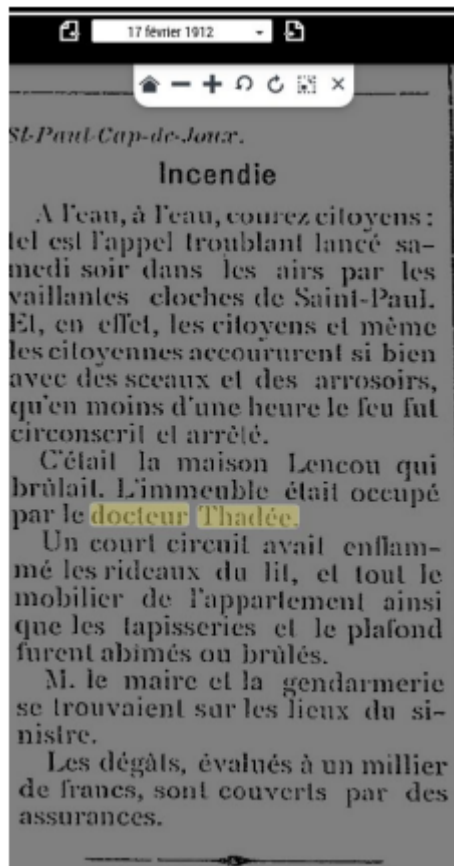 17 février 1912
St-Paul-Cap-de-Joux.
Incendie
A l'eau, à l'eau, courez citoyens :
tel est l'appel troublant lancé sa-
medi soir dans les airs par les
vaillantes cloches de Saint-Paul.
Et, en effet, les citoyens et même
les citoyennes accoururent si bien
avec des sceaux et des arrosoirs,
qu'en moins d'une heure le feu fut
circonscrit et arrêté.
C'était la maison Lencou qui
brûlait. L'immeuble était occupé
par le docteur Thadée.
Un court circuit avait enflam-
mé les rideaux du lit, et tout le
mobilier de l'appartement ainsi
que les tapisseries et le plafond
furent abimés ou brûlés.
M. le maire et la gendarmerie
se trouvaient sur les lieux du si-
nistre.
Les dégâts, évalués à un millier
de francs, sont couverts par des
assurances.